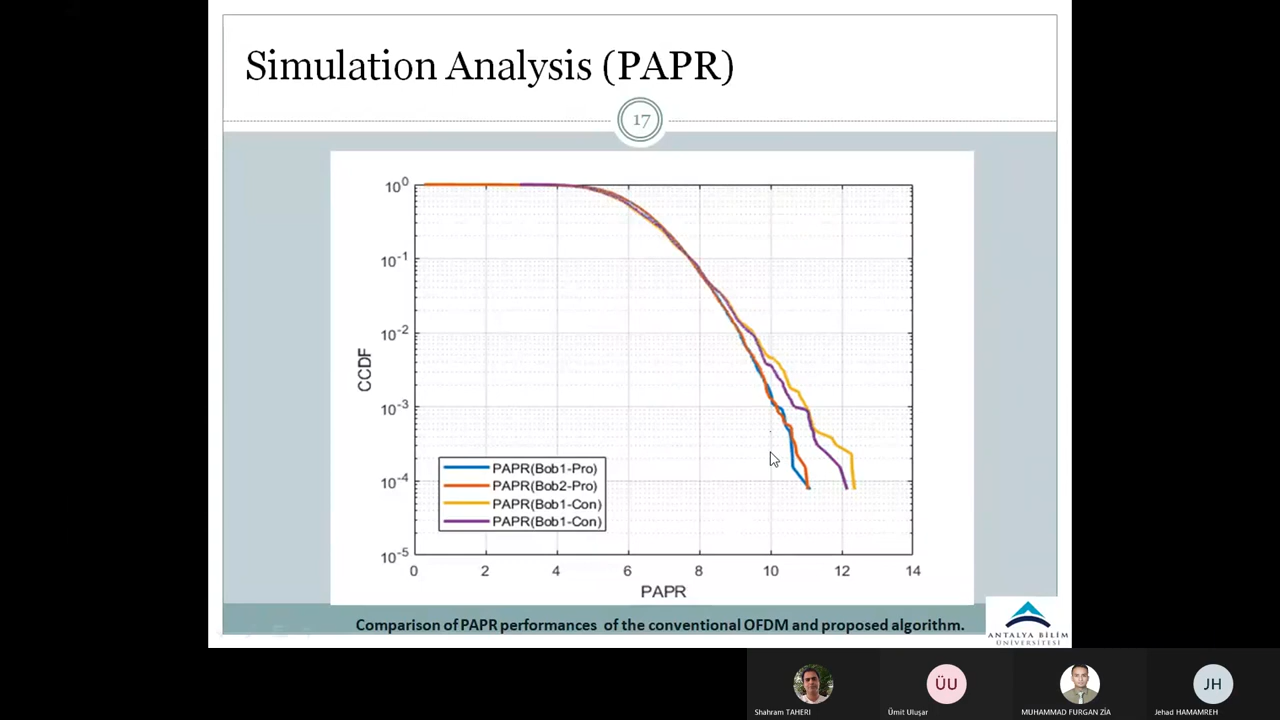 Simulation Analysis (PAPR)
17
10^0
10^-1
10^-2
10^-3
10^-4
10^-5
CCDF
PAPR(Bob1-Pro)
PAPR(Bob2-Pro)
PAPR(Bob1-Con)
PAPR(Bob1-Con)
0 2 4 6 8 10 12 14
PAPR
Comparison of PAPR performances of the conventional OFDM and proposed algorithm.
ANTALYA BİLİM
ÜNİVERSİTESİ
ÜU
JH
Shahram TAHERI
Ümit Uluşar
MUHAMMAD FURGAN ZİA
Jehad HAMAMREH